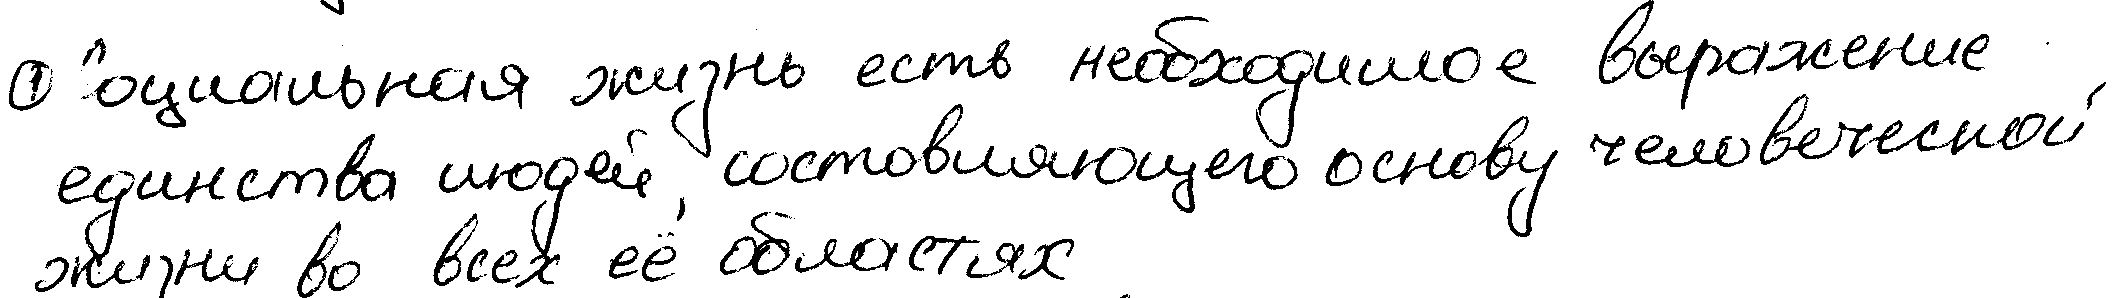 ① Социальная жизнь есть необходимое выражение
единства людей, состовляющего основу человеческой
жизни во всех её областях